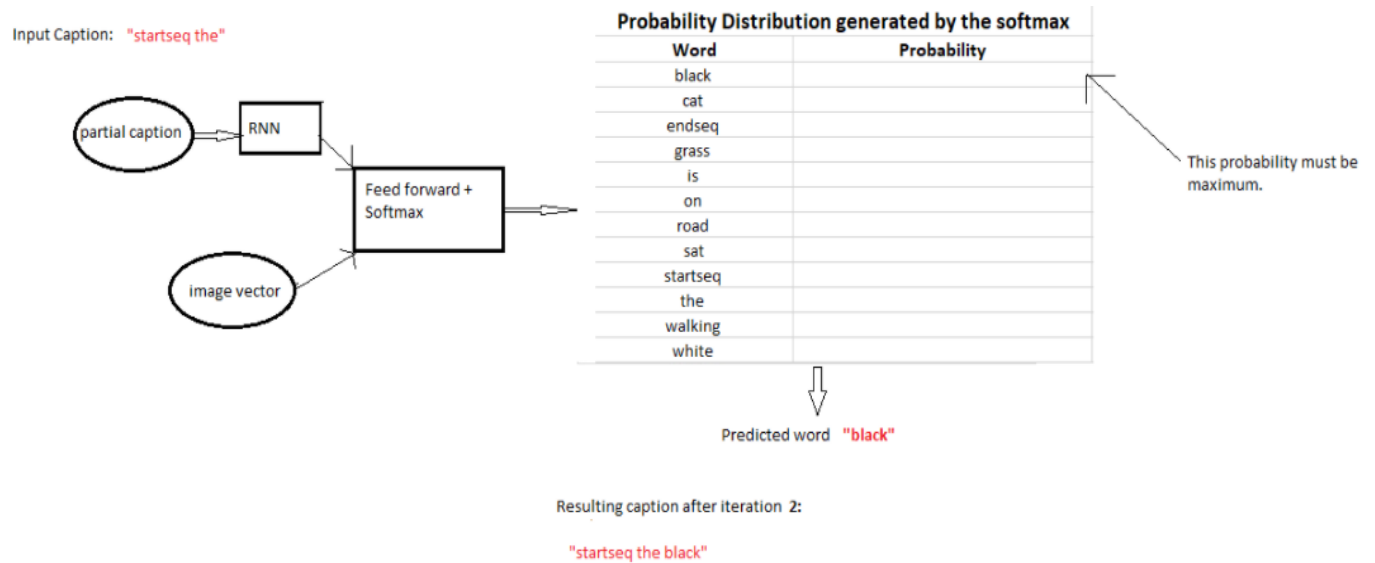 Input Caption: "startseq the"
partial caption
RNN
Feed forward +
Softmax
image vector
Probability Distribution generated by the softmax
Word Probability
black
cat
endseq
grass
is
on
road
sat
startseq
the
walking
white
This probability must be
maximum.
Predicted word "black"
Resulting caption after iteration 2:
"startseq the black"